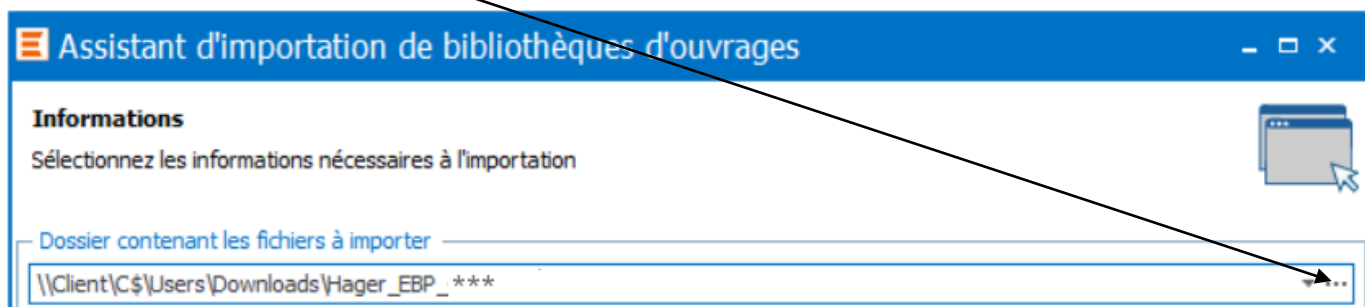 Assistant d'importation de bibliothèques d'ouvrages
Informations
Sélectionnez les informations nécessaires à l'importation
Dossier contenant les fichiers à importer
\\Client\C$\Users\Downloads\Hager_EBP_***
...